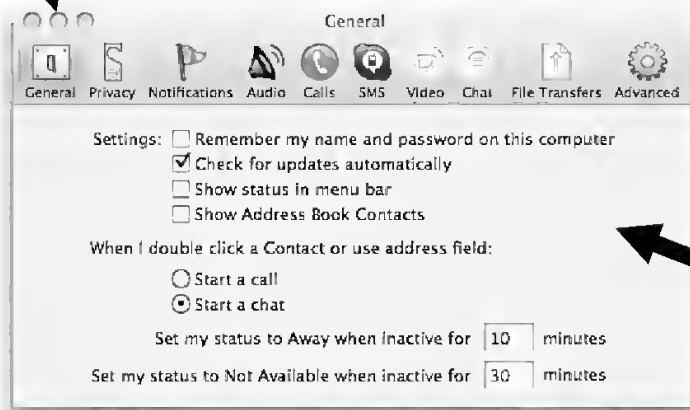 General
General Privacy Notifications Audio Calls SMS Video Chat File Transfers Advanced
Settings: Remember my name and password on this computer
Check for updates automatically
Show status in menu bar
Show Address Book Contacts
When I double click a Contact or use address field:
Start a call
Start a chat
Set my status to Away when inactive for 10 minutes
Set my status to Not Available when inactive for 30 minutes